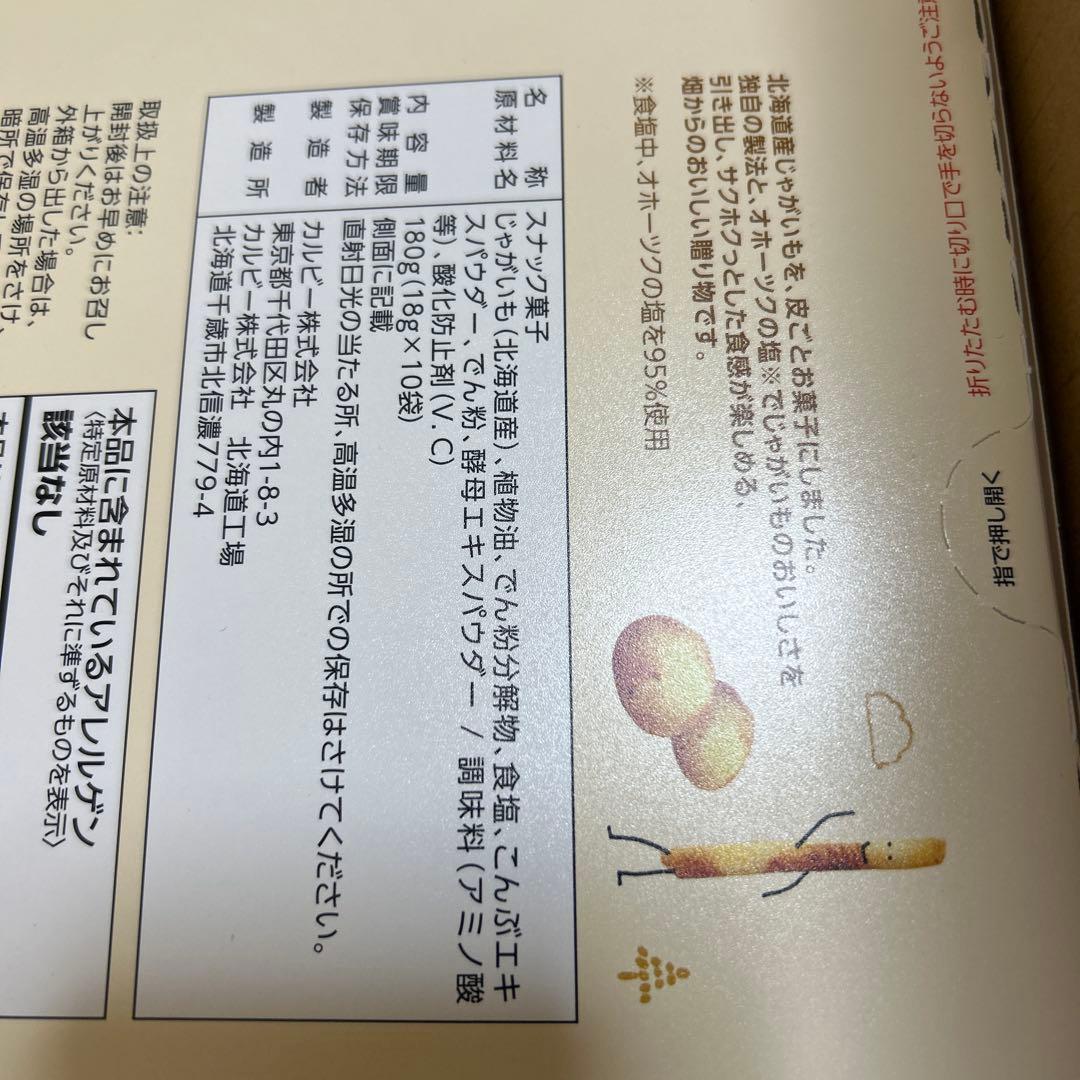 折りたたむ時に切り口で手を切らないようご注意
指で押し開く
北海道産じゃがいもを、皮ごとお菓子にしました。
独自の製法と、オホーツクの塩※でじゃがいものおいしさを
引き出し、サクホクっとした食感が楽しめる、
畑からのおいしい贈り物です。
※食塩中、オホーツクの塩を95%使用
名称 スナック菓子
原材料名 じゃがいも(北海道産)、植物油、でん粉分解物、食塩、こんぶエキ
スパウダー、でん粉、酵母エキスパウダー / 調味料(アミノ酸
等)、酸化防止剤(V.C)
内容量 180g(18g×10袋)
賞味期限 側面に記載
保存方法 直射日光の当たる所、高温多湿の所での保存はさけてください。
製造者 カルビー株式会社
東京都千代田区丸の内1-8-3
製造所 カルビー株式会社 北海道工場
北海道千歳市北信濃779-4
取扱上の注意:
開封後はお早めにお召し
上がりください。
外箱から出した場合は、
高温多湿の場所をさけ、
本品に含まれているアレルゲン
〈特定原材料及びそれに準ずるものを表示〉
該当なし